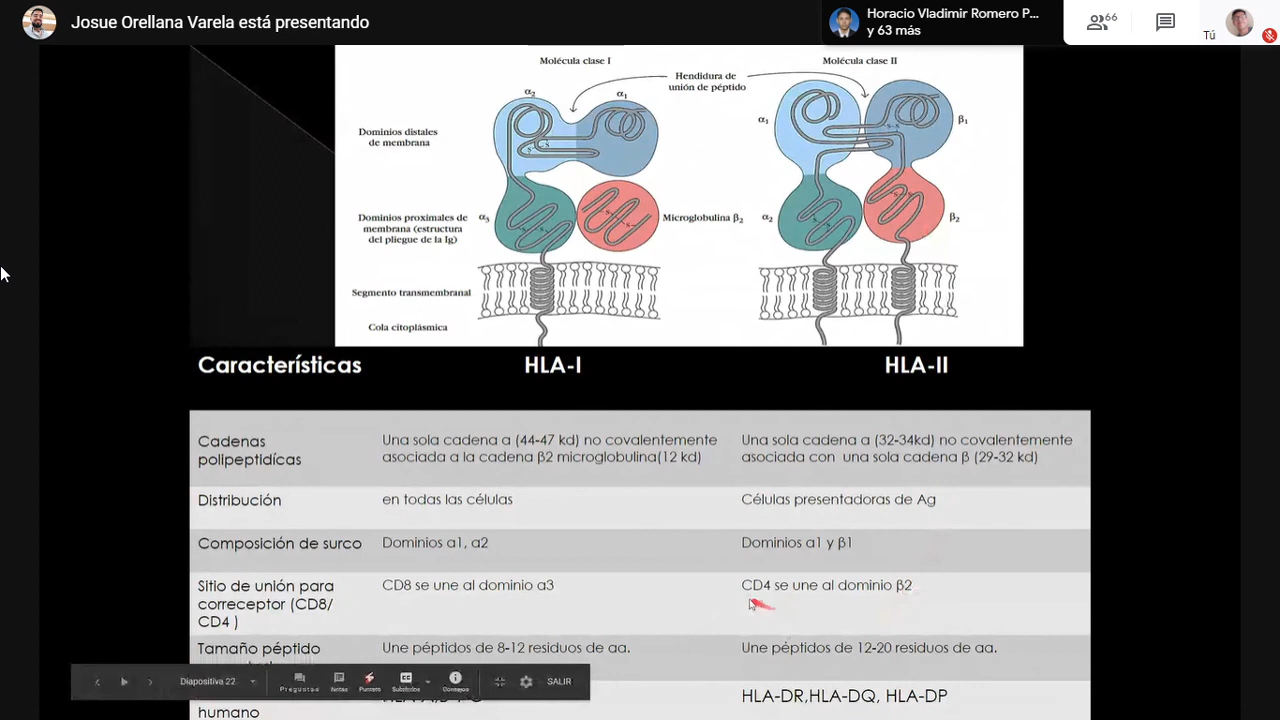 Josue Orellana Varela está presentando
Horacio Vladimir Romero P...
y 63 más
66
Tú
Molécula clase I
Molécula clase II
Hendidura de
unión de péptido
α2
α1
α1
β1
Dominios distales
de membrana
S
S
S-S
Dominios proximales de
membrana (estructura
del pliegue de la Ig)
α3
Microglobulina β2
α2
β2
Segmento transmembranal
Cola citoplásmica
Características HLA-I HLA-II
Cadenas
polipeptidícas
Una sola cadena a (44-47 kd) no covalentemente
asociada a la cadena β2 microglobulina(12 kd)
Una sola cadena a (32-34kd) no covalentemente
asociada con una sola cadena β (29-32 kd)
Distribución
en todas las células
Células presentadoras de Ag
Composición de surco
Dominios a1, a2
Dominios a1 y β1
Sitio de unión para
correceptor (CD8/
CD4 )
CD8 se une al dominio a3
CD4 se une al dominio β2
Tamaño péptido
Une péptidos de 8-12 residuos de aa.
Une péptidos de 12-20 residuos de aa.
HLA-DR,HLA-DQ, HLA-DP
humano
Diapositiva 22
Preguntas
Notas
Puntero
Subtítulos
Consejos
SALIR